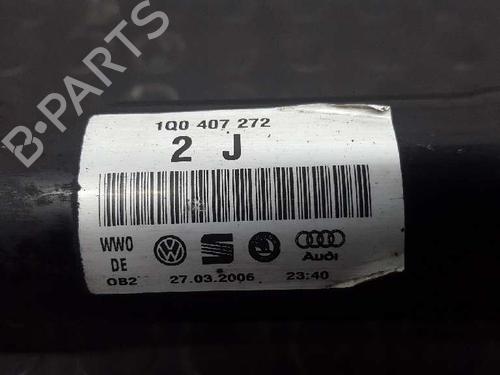 B-PARTS
1Q0 407 272
2 J
WWO
DE
OB2
27.03.2006
23:40
Audi